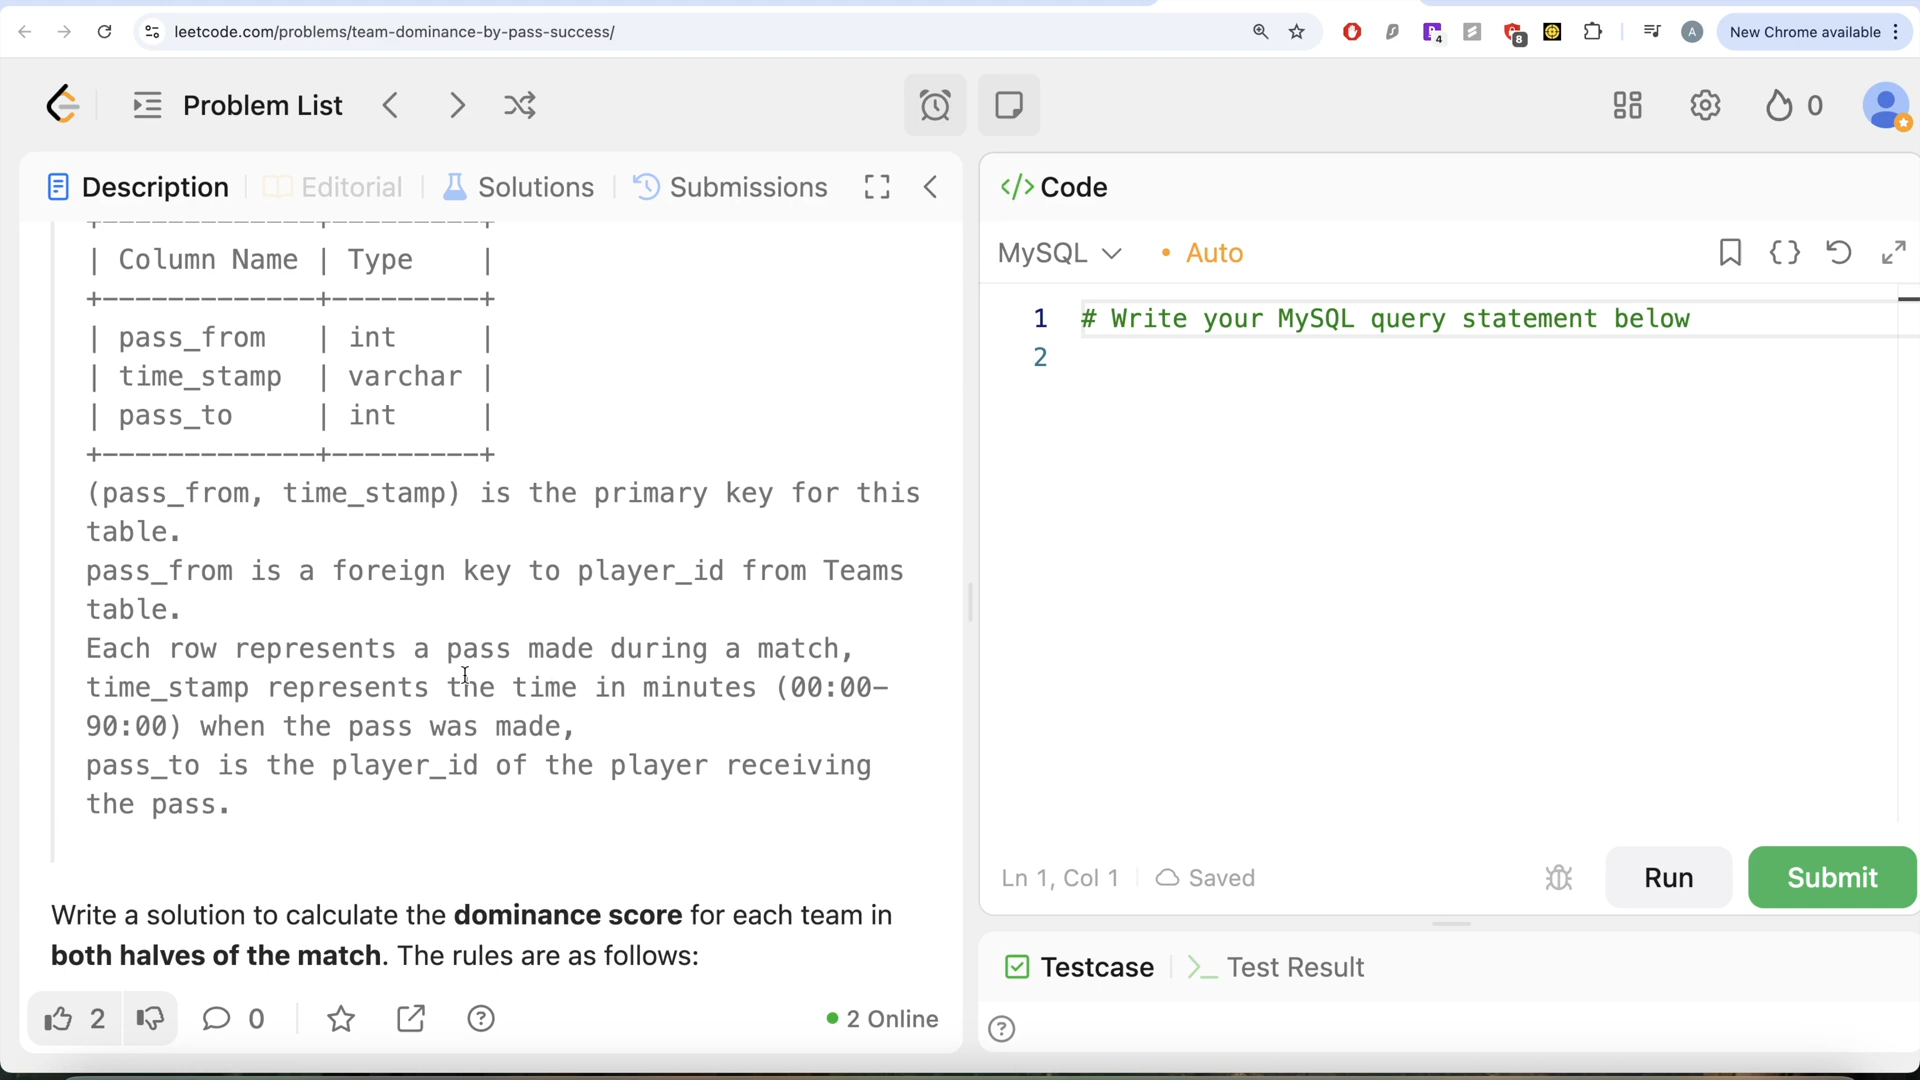 leetcode.com/problems/team-dominance-by-pass-success/
4
8
A
New Chrome available
Problem List
0
Description
Editorial
Solutions
Submissions
</> Code
+-------------+---------+
| Column Name | Type    |
+-------------+---------+
| pass_from   | int     |
| time_stamp  | varchar |
| pass_to     | int     |
+-------------+---------+
(pass_from, time_stamp) is the primary key for this
table.
pass_from is a foreign key to player_id from Teams
table.
Each row represents a pass made during a match,
time_stamp represents the time in minutes (00:00-
90:00) when the pass was made,
pass_to is the player_id of the player receiving
the pass.
Write a solution to calculate the dominance score for each team in
both halves of the match. The rules are as follows:
2
0
2 Online
MySQL
Auto
1 # Write your MySQL query statement below
2
Ln 1, Col 1
Saved
Run
Submit
Testcase
Test Result